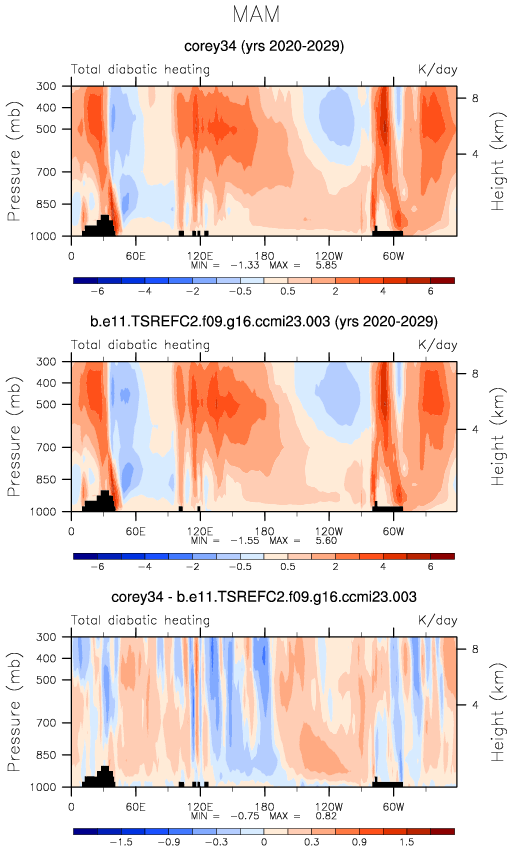 MAM
corey34 (yrs 2020-2029)
Total diabatic heating K/day
300
400
500
700
850
1000
Pressure (mb)
8
4
Height (km)
0 60E 120E 180 120W 60W
MIN = -1.33 MAX = 5.85
-6 -4 -2 -0.5 0.5 2 4 6
b.e11.TSREFC2.f09.g16.ccmi23.003 (yrs 2020-2029)
Total diabatic heating K/day
300
400
500
700
850
1000
Pressure (mb)
8
4
Height (km)
0 60E 120E 180 120W 60W
MIN = -1.55 MAX = 5.60
-6 -4 -2 -0.5 0.5 2 4 6
corey34 - b.e11.TSREFC2.f09.g16.ccmi23.003
Total diabatic heating K/day
300
400
500
700
850
1000
Pressure (mb)
8
4
Height (km)
0 60E 120E 180 120W 60W
MIN = -0.75 MAX = 0.82
-1.5 -0.9 -0.3 0 0.3 0.9 1.5